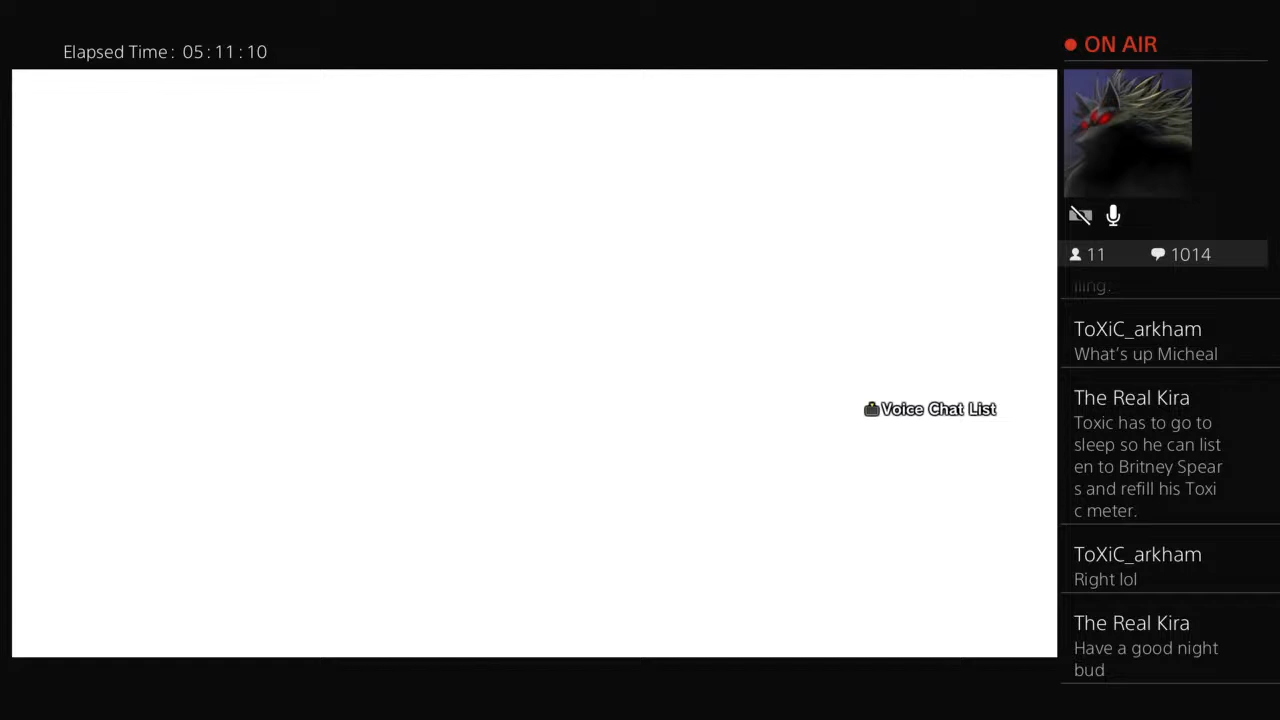 Elapsed Time: 05:11:10
ON AIR
11 1014
lling.
ToXiC_arkham
What's up Micheal
The Real Kira
Toxic has to go to
sleep so he can list
en to Britney Spear
s and refill his Toxi
c meter.
ToXiC_arkham
Right lol
The Real Kira
Have a good night
bud
Voice Chat List